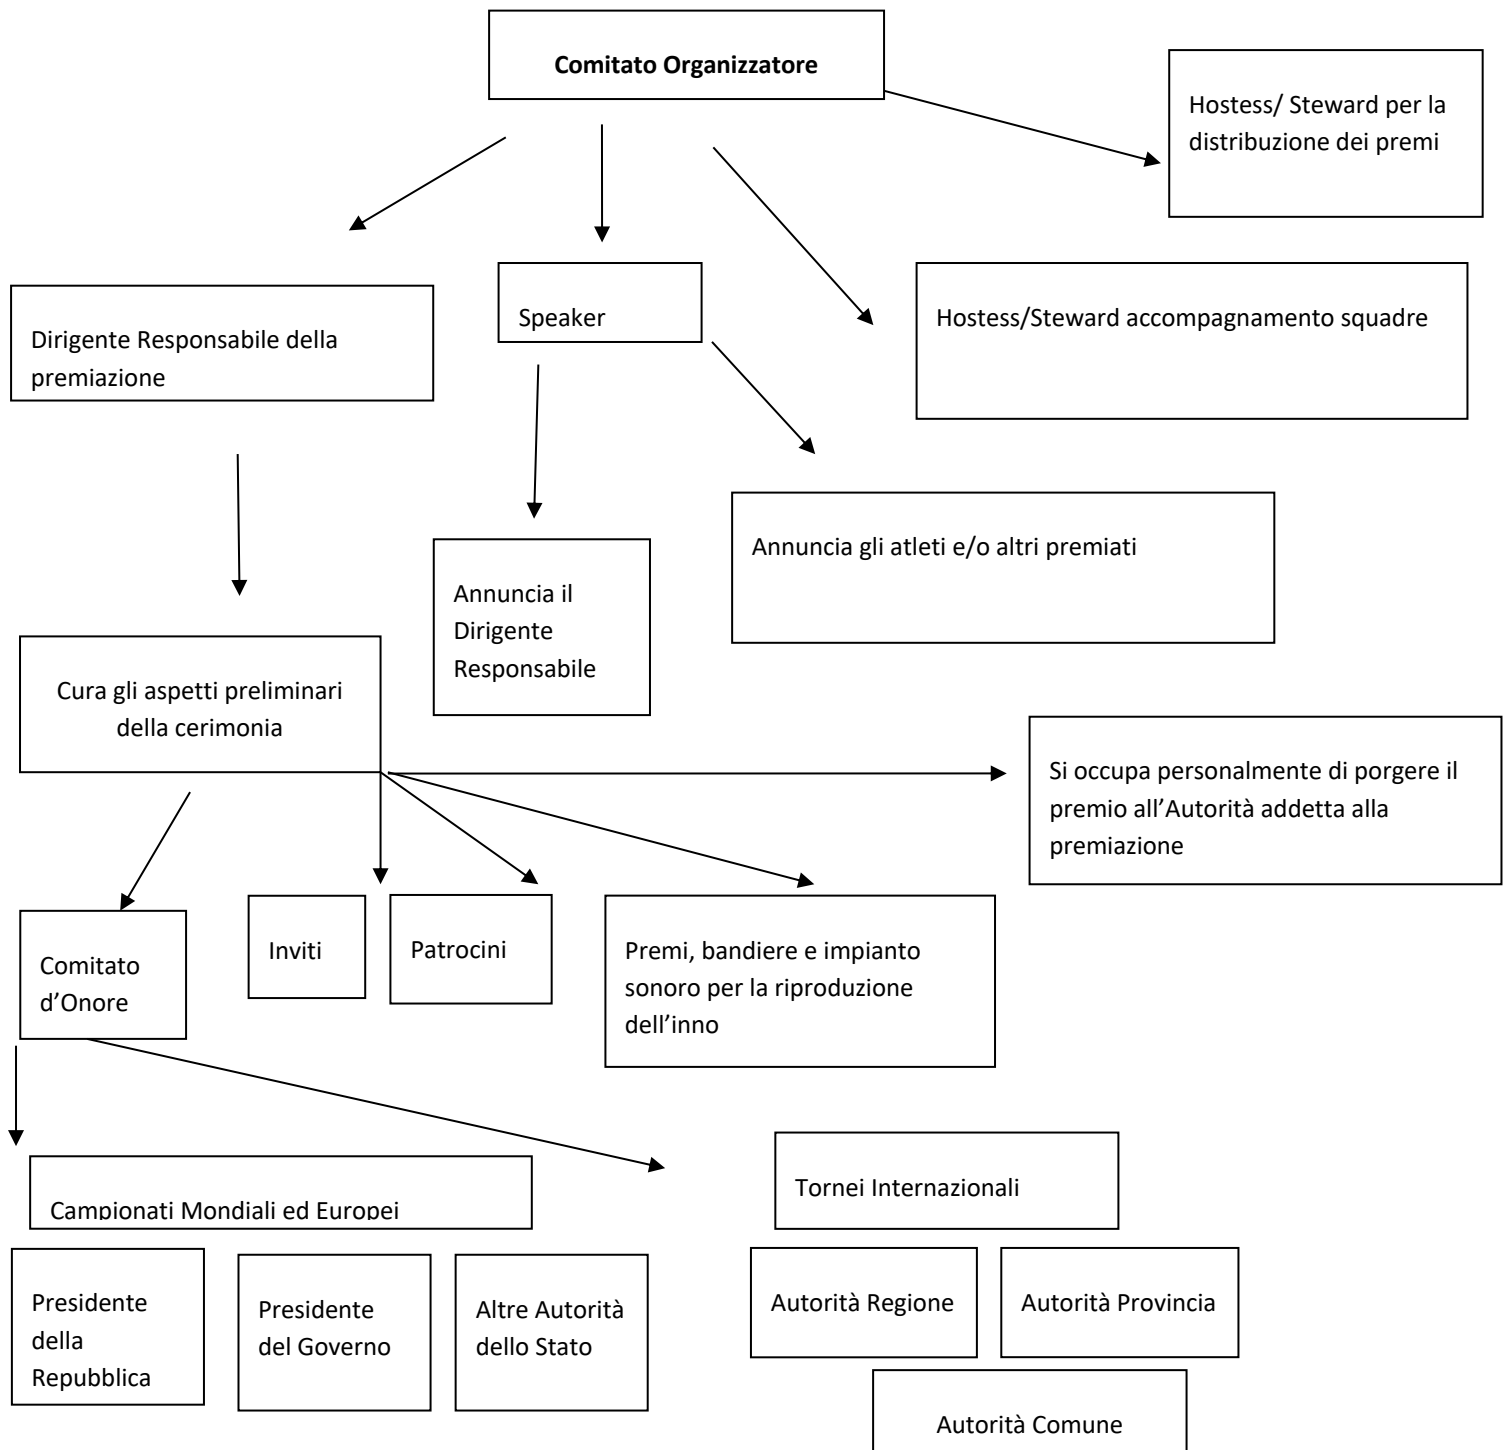 Comitato Organizzatore
Hostess/ Steward per la
distribuzione dei premi
Dirigente Responsabile della
premiazione
Speaker
Hostess/Steward accompagnamento squadre
Annuncia il
Dirigente
Responsabile
Annuncia gli atleti e/o altri premiati
Cura gli aspetti preliminari
della cerimonia
Si occupa personalmente di porgere il
premio all’Autorità addetta alla
premiazione
Comitato
d’Onore
Inviti
Patrocini
Premi, bandiere e impianto
sonoro per la riproduzione
dell’inno
Campionati Mondiali ed Europei
Tornei Internazionali
Presidente
della
Repubblica
Presidente
del Governo
Altre Autorità
dello Stato
Autorità Regione
Autorità Provincia
Autorità Comune